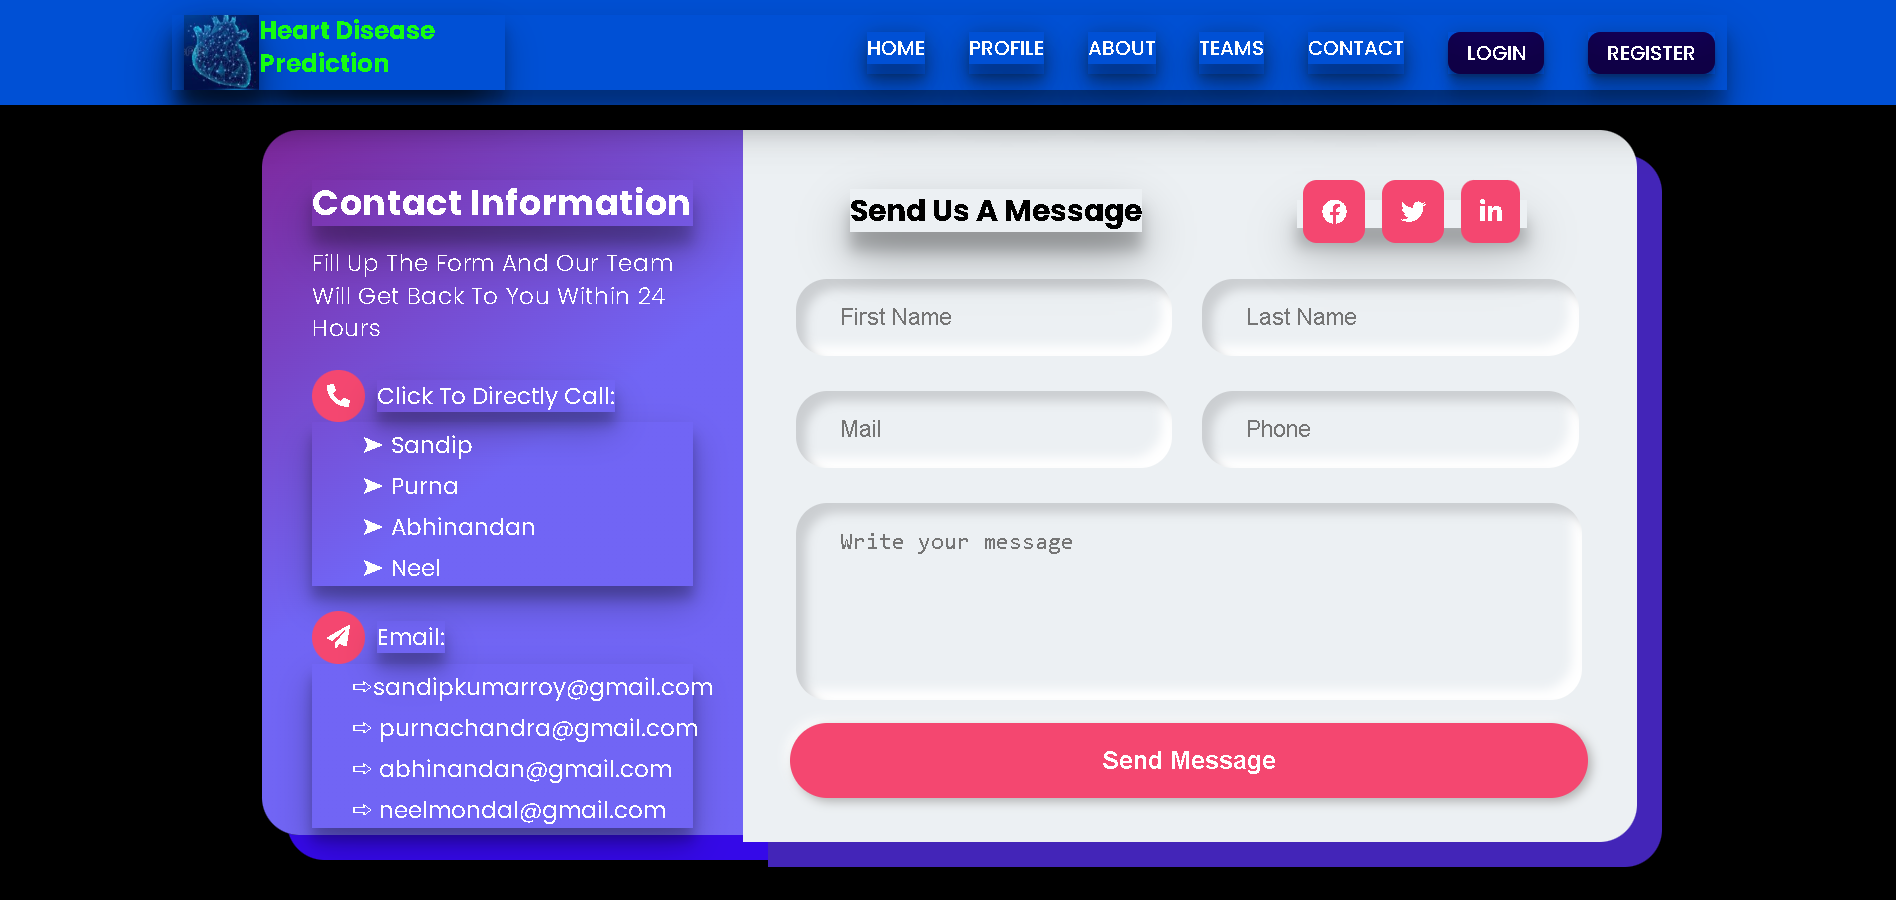 Heart Disease
Prediction
HOME PROFILE ABOUT TEAMS CONTACT LOGIN REGISTER
Contact Information
Fill Up The Form And Our Team
Will Get Back To You Within 24
Hours
Click To Directly Call:
➤ Sandip
➤ Purna
➤ Abhinandan
➤ Neel
Email:
⇨sandipkumarroy@gmail.com
⇨ purnachandra@gmail.com
⇨ abhinandan@gmail.com
⇨ neelmondal@gmail.com
Send Us A Message
First Name Last Name
Mail Phone
Write your message
Send Message